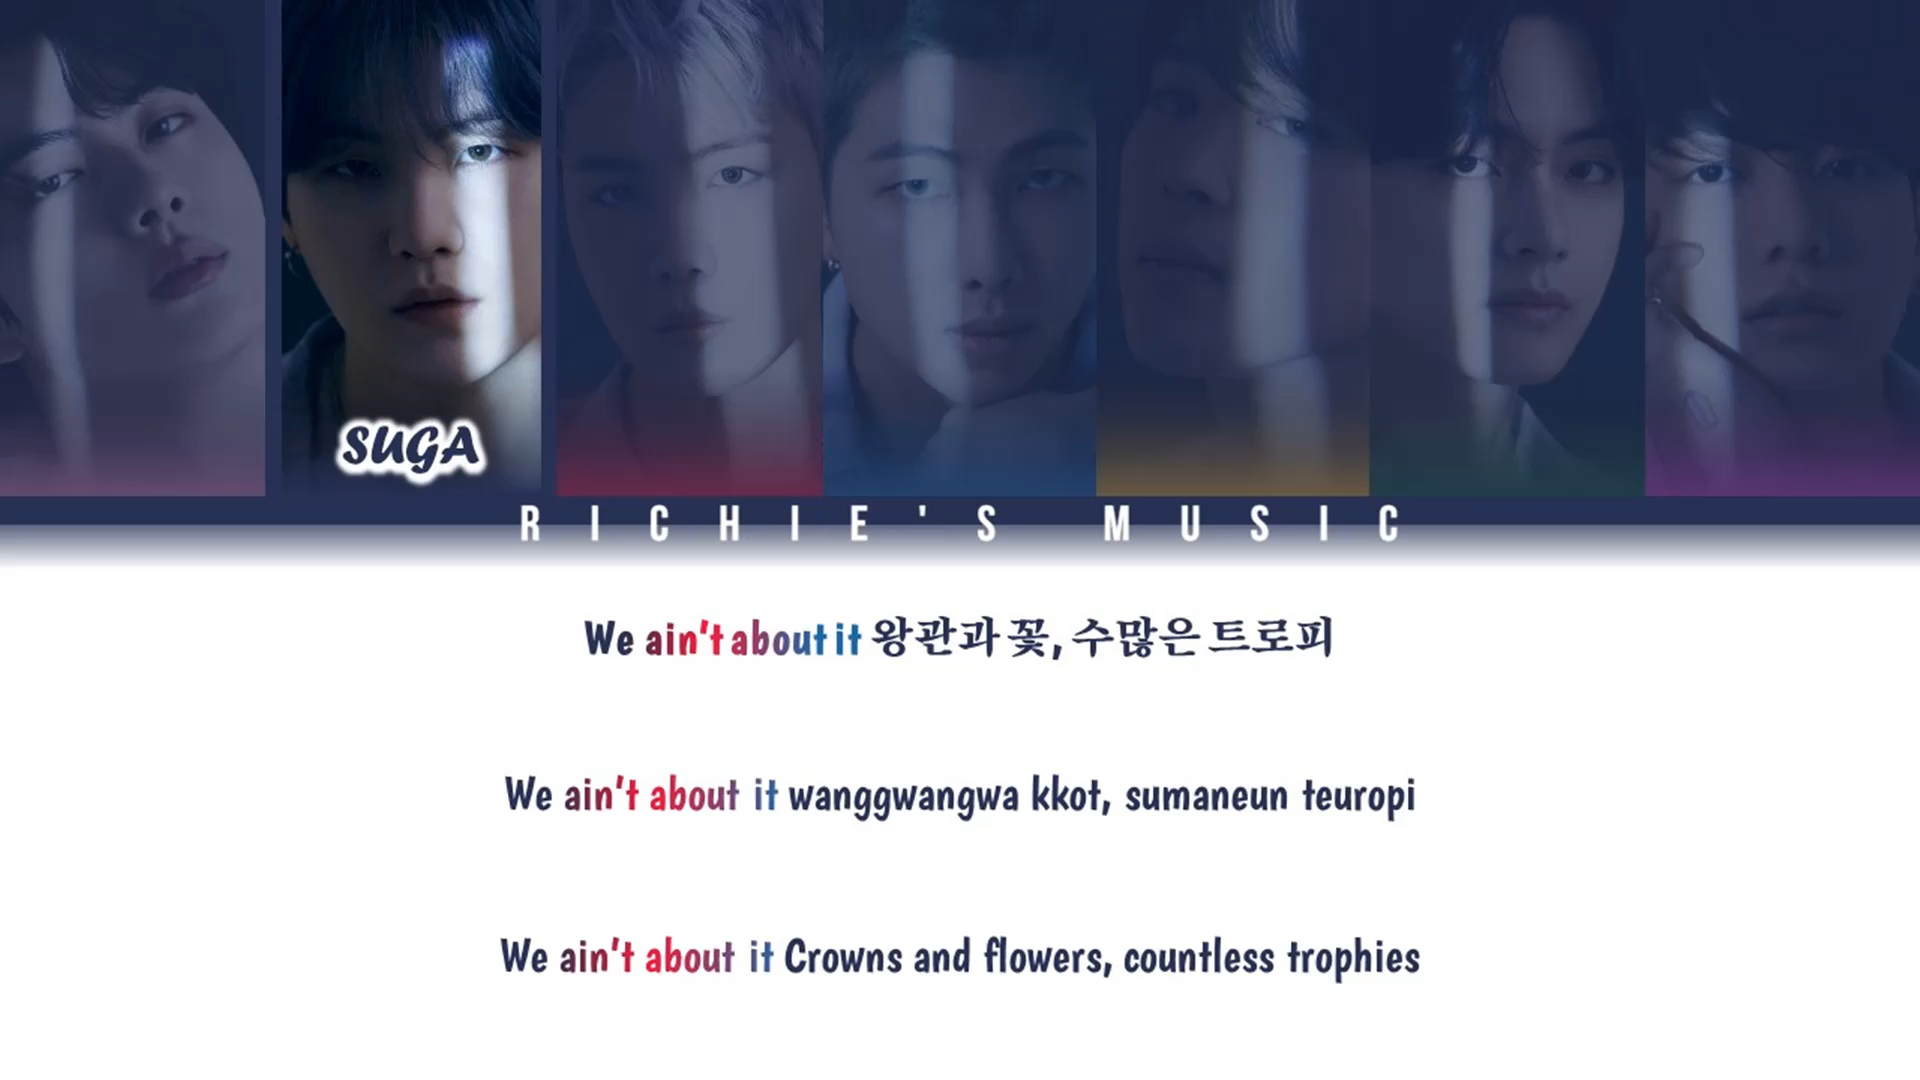 SUGA
RICHIE'S MUSIC
We ain't about it 왕관과 꽃, 수많은 트로피
We ain't about it wanggwangwa kkot, sumaneun teuropi
We ain't about it Crowns and flowers, countless trophies